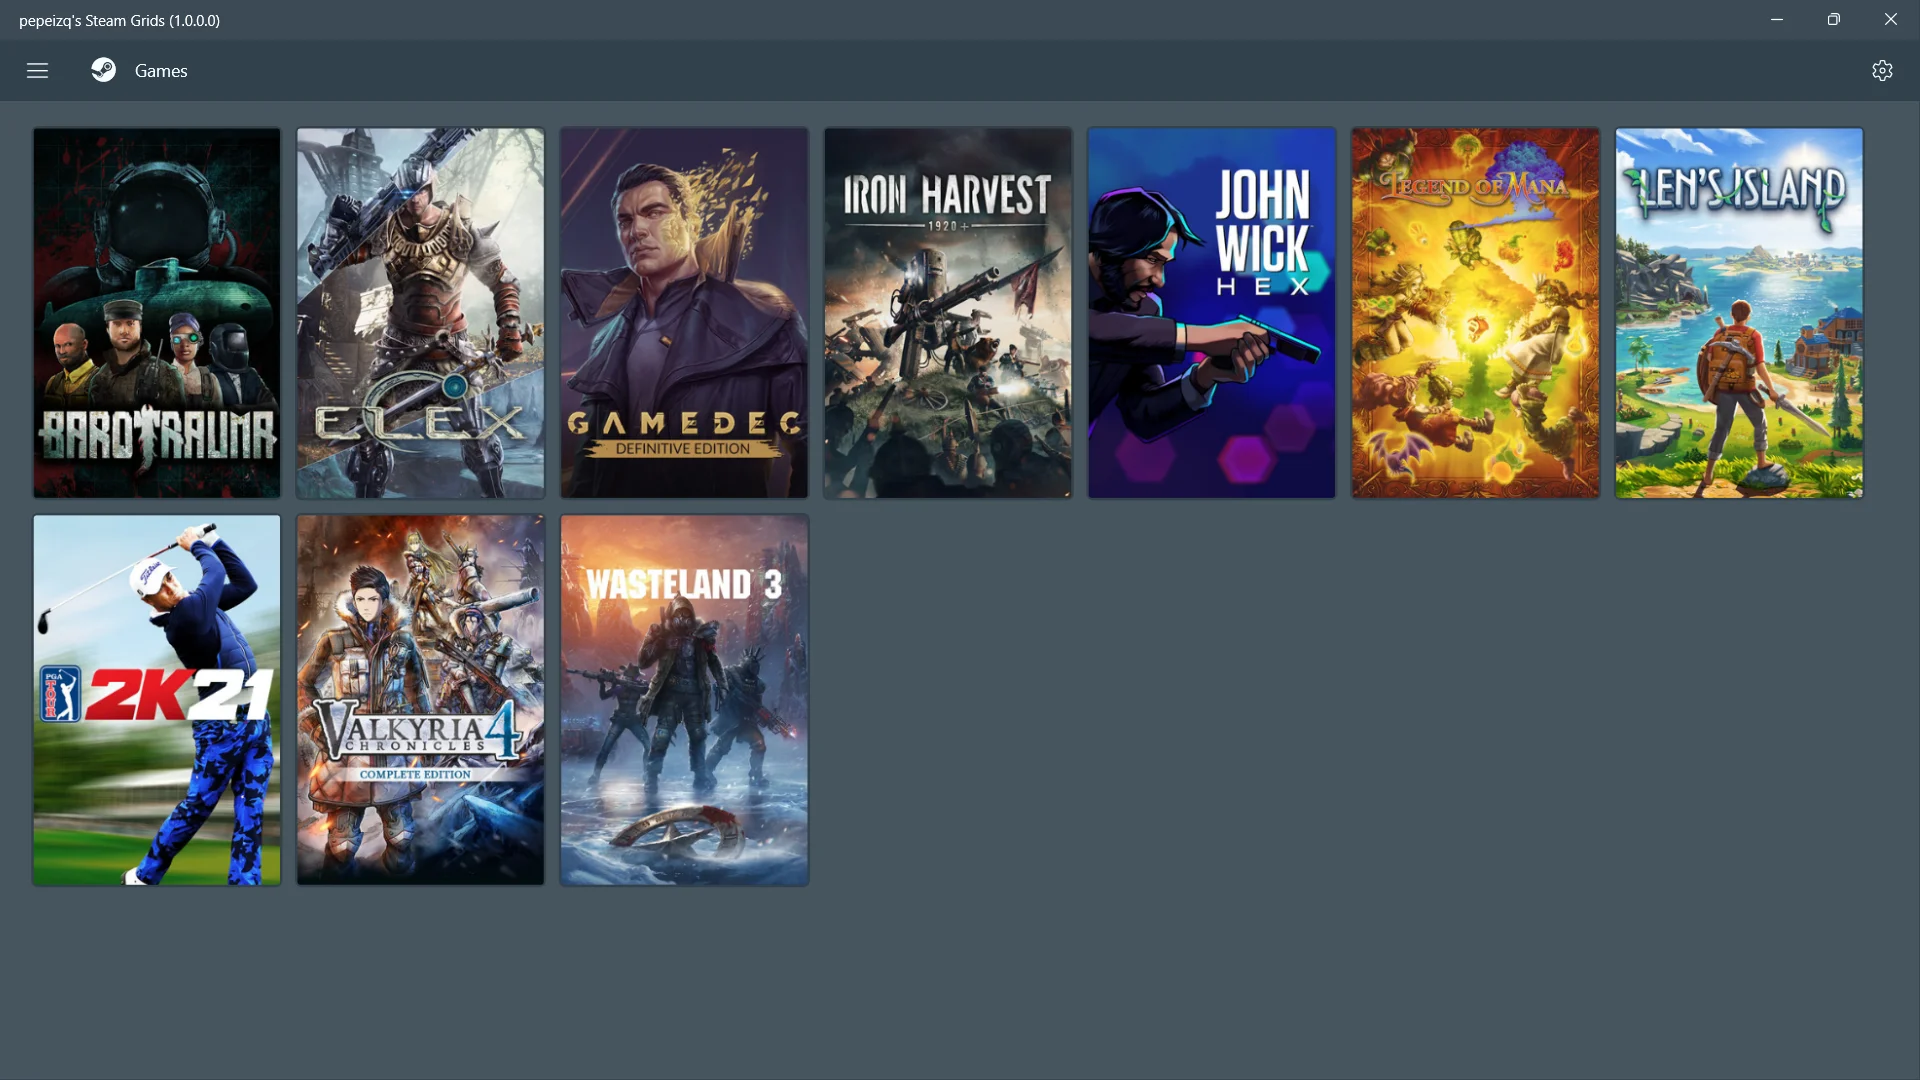 pepeizq's Steam Grids (1.0.0.0)
Games
BAROTRAUMA
ELEX
GAMEDEC
DEFINITIVE EDITION
IRON HARVEST
1920+
JOHN
WICK
HEX
LEGEND OF MANA
LEN'S ISLAND
Titleist
PGA
TOUR
2K21
VALKYRIA
CHRONICLES
4
COMPLETE EDITION
WASTELAND 3